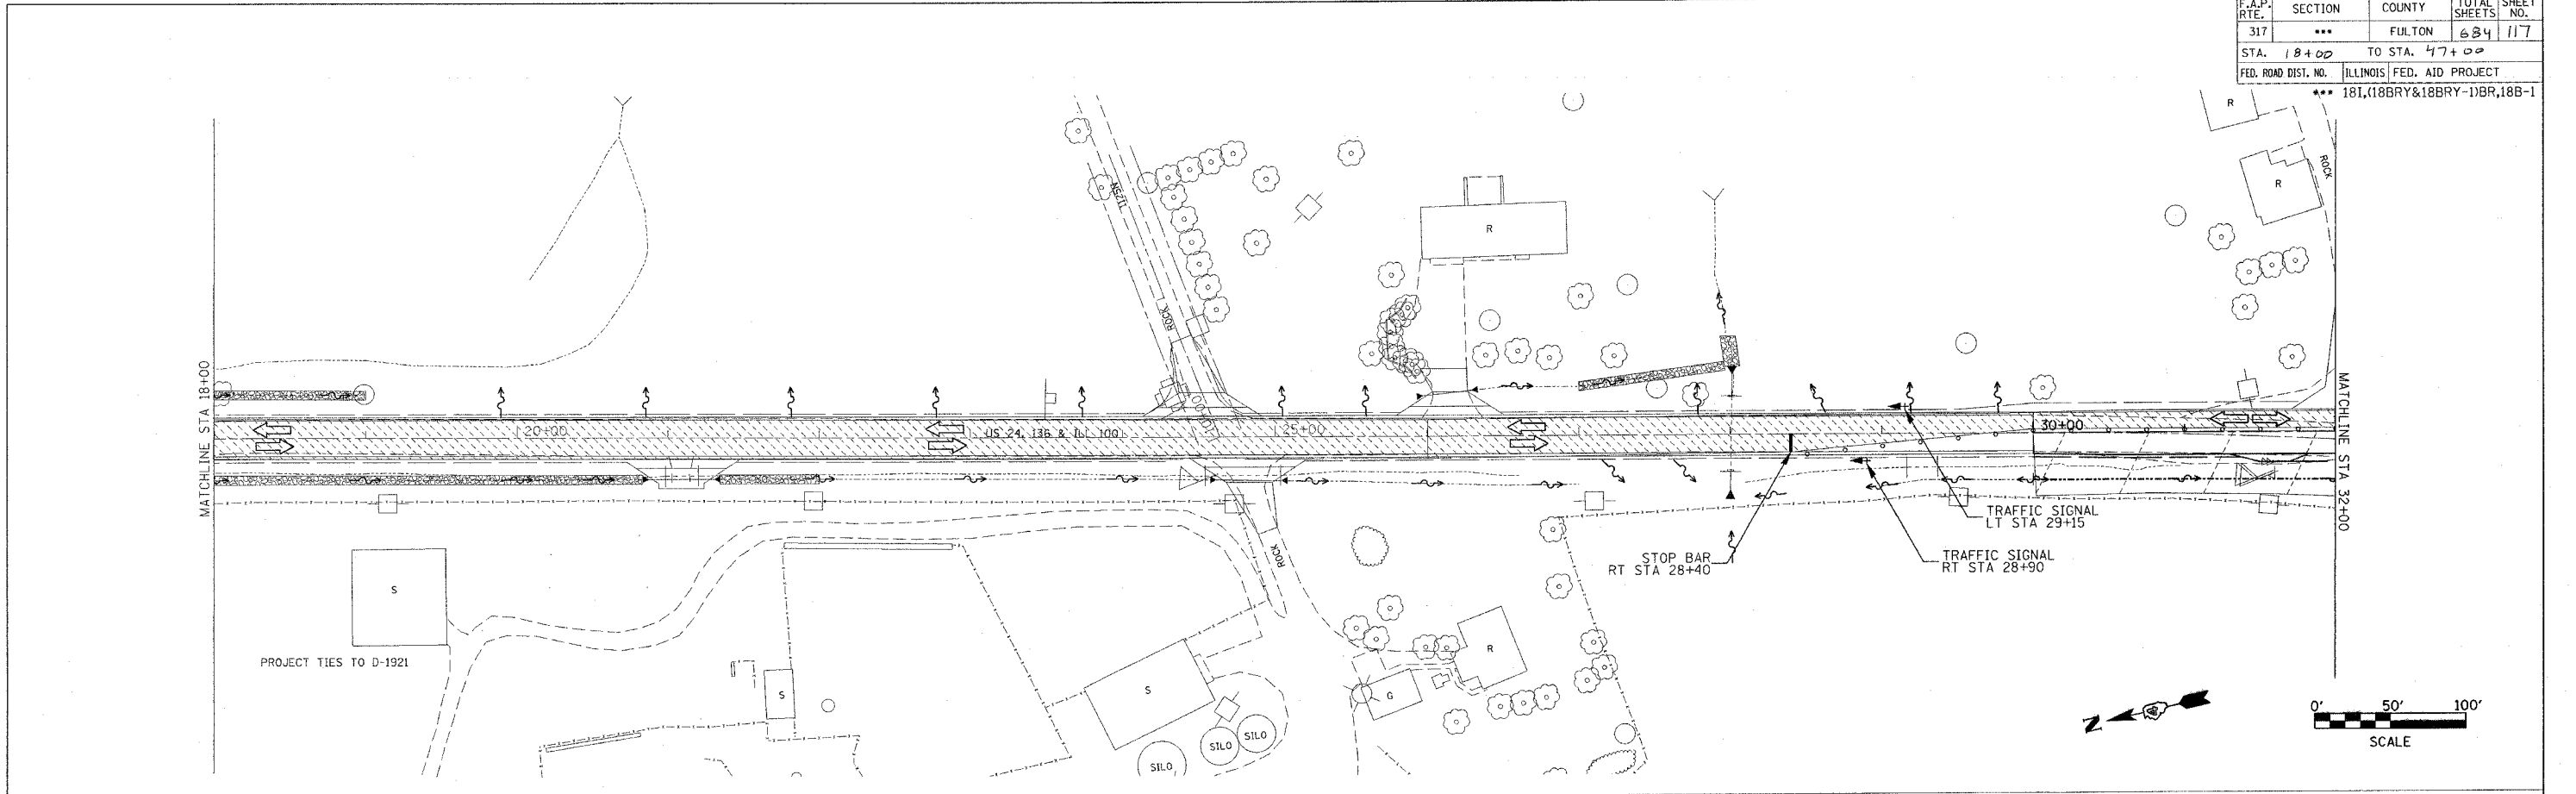 F.A.P. RTE. SECTION COUNTY TOTAL SHEETS SHEET NO.
317 *** FULTON 684 117
STA. 18+00 TO STA. 47+00
FED. ROAD DIST. NO. ILLINOIS FED. AID PROJECT
*** 18I,(18BRY&18BRY-1)BR,18B-1
R
R
ROCK
1125N
R
ROCK
MATCHLINE STA 18+00
20+00
US 24, 136 & ILL 100
25+00
30+00
MATCHLINE STA 32+00
TRAFFIC SIGNAL
LT STA 29+15
STOP BAR
RT STA 28+40
TRAFFIC SIGNAL
RT STA 28+90
ROCK
S
PROJECT TIES TO D-1921
S
S
R
G
SILO
SILO
SILO
N
0' 50' 100'
SCALE